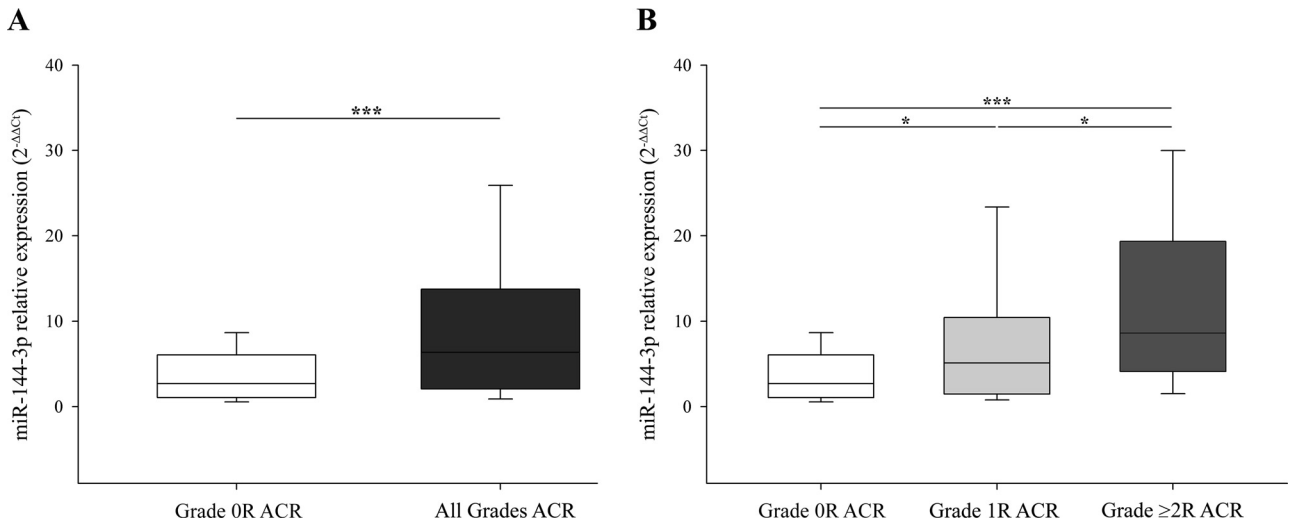 A
miR-144-3p relative expression (2-ΔΔCt)
40
30
20
10
0
***
Grade 0R ACR
All Grades ACR
B
miR-144-3p relative expression (2-ΔΔCt)
40
30
20
10
0
***
*
*
Grade 0R ACR
Grade 1R ACR
Grade ≥2R ACR